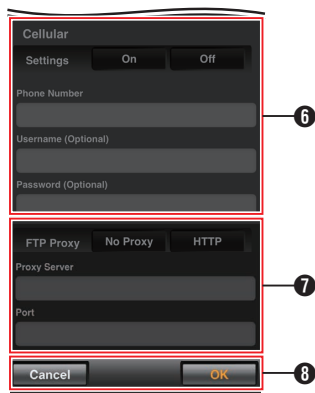 Cellular
Settings On Off
Phone Number
6
Username (Optional)
Password (Optional)
FTP Proxy No Proxy HTTP
Proxy Server
7
Port
Cancel OK 8